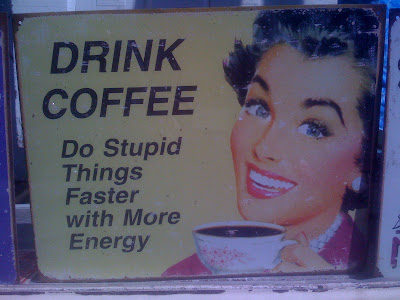 DRINK
COFFEE
Do Stupid
Things
Faster
with More
Energy